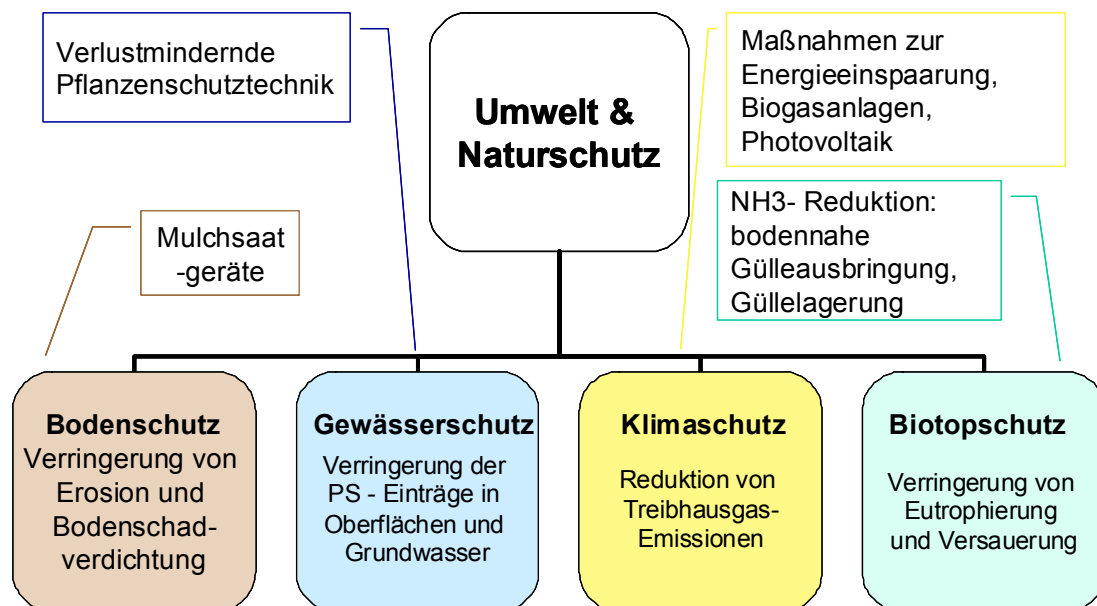 Verlustmindernde
Pflanzenschutztechnik
Umwelt &
Naturschutz
Maßnahmen zur
Energieeinspaarung,
Biogasanlagen,
Photovoltaik
Mulchsaat
-geräte
NH3- Reduktion:
bodennahe
Gülleausbringung,
Güllelagerung
Bodenschutz
Verringerung von
Erosion und
Bodenschad-
verdichtung
Gewässerschutz
Verringerung der
PS - Einträge in
Oberflächen und
Grundwasser
Klimaschutz
Reduktion von
Treibhausgas-
Emissionen
Biotopschutz
Verringerung von
Eutrophierung
und Versauerung